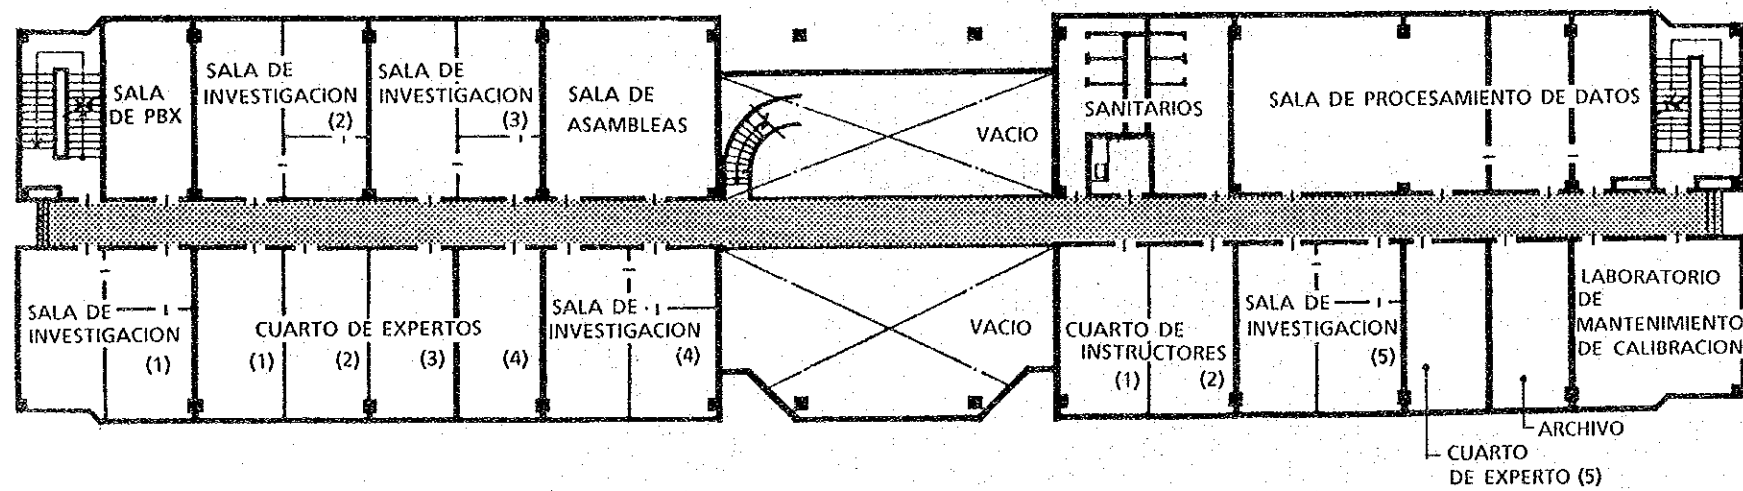 SALA
DE PBX
SALA DE
INVESTIGACION
(2)
SALA DE
INVESTIGACION
(3)
SALA DE
ASAMBLEAS
VACIO
SANITARIOS
SALA DE PROCESAMIENTO DE DATOS
SALA DE
INVESTIGACION
(1)
CUARTO DE EXPERTOS
(1)
(2)
(3)
(4)
SALA DE
INVESTIGACION
(4)
VACIO
CUARTO DE
INSTRUCTORES
(1)
(2)
SALA DE
INVESTIGACION
(5)
LABORATORIO
DE
MANTENIMIENTO
DE CALIBRACION
ARCHIVO
CUARTO
DE EXPERTO (5)